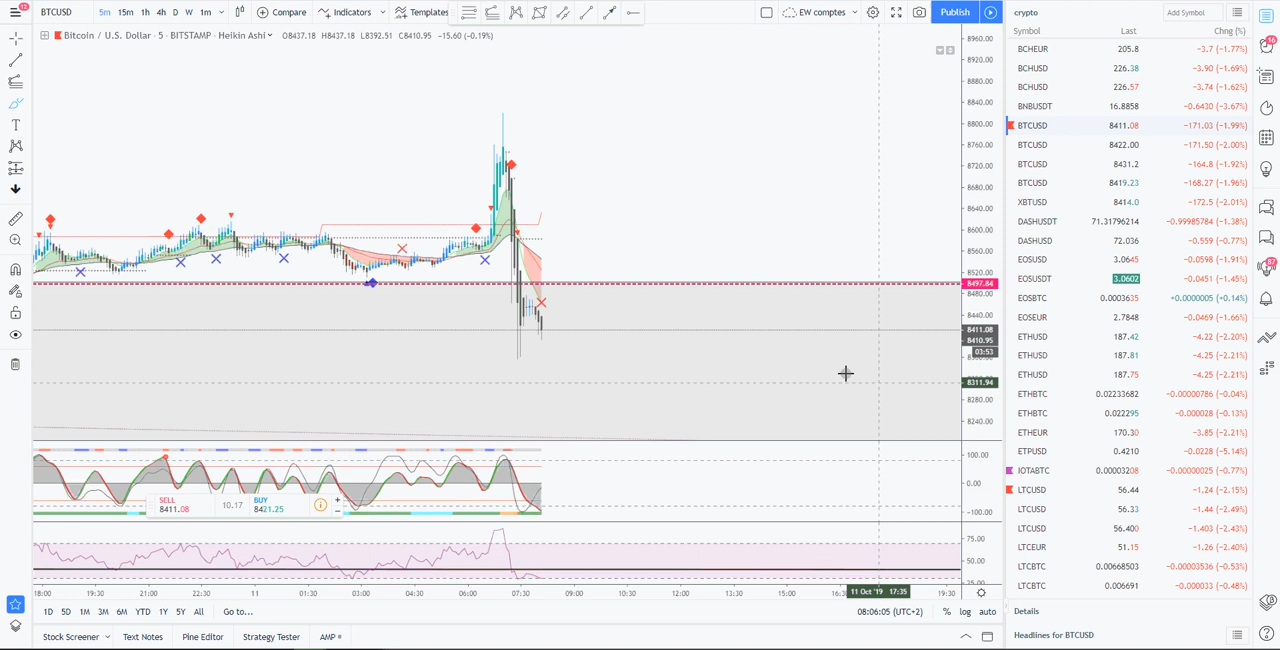 BTCUSD 5m 15m 1h 4h D W 1m Compare Indicators Templates EW comptes Publish
Bitcoin / U.S. Dollar · 5 · BITSTAMP · Heikin Ashi O8437.18 H8437.18 L8392.51 C8410.95 −15.60 (−0.19%)
8960.00
8920.00
8880.00
8840.00
8800.00
8760.00
8720.00
8680.00
8640.00
8600.00
8560.00
8520.00
8497.84
8480.00
8440.00
8411.08
8410.95
03:53
8311.94
8280.00
8240.00
100.00
0.00
−100.00
SELL
8411.08
10.17
BUY
8421.25
75.00
50.00
25.00
18:00 19:30 21:00 22:30 11 01:30 03:00 04:30 06:00 07:30 09:00 10:30 12:00 13:30 15:00 11 Oct '19 17:35 19:30
1D 5D 1M 3M 6M YTD 1Y 5Y All Go to... 08:06:05 (UTC+2) % log auto
Stock Screener Text Notes Pine Editor Strategy Tester AMP
crypto Add Symbol
Symbol Last Chng (%)
BCHEUR 205.8 −3.7 (−1.77%)
BCHUSD 226.38 −3.90 (−1.69%)
BCHUSD 226.57 −3.74 (−1.62%)
BNBUSDT 16.8858 −0.6430 (−3.67%)
BTCUSD 8411.08 −171.03 (−1.99%)
BTCUSD 8422.00 −171.50 (−2.00%)
BTCUSD 8431.2 −164.8 (−1.92%)
BTCUSD 8419.23 −168.27 (−1.96%)
XBTUSD 8414.0 −172.5 (−2.01%)
DASHUSDT 71.31796214 −0.99985784 (−1.38%)
DASHUSD 72.036 −0.559 (−0.77%)
EOSUSD 3.0645 −0.0598 (−1.91%)
EOSUSDT 3.0602 −0.0451 (−1.45%)
EOSBTC 0.0003635 +0.0000005 (+0.14%)
EOSEUR 2.7848 −0.0469 (−1.66%)
ETHUSD 187.42 −4.22 (−2.20%)
ETHUSD 187.81 −4.25 (−2.21%)
ETHUSD 187.75 −4.25 (−2.21%)
ETHBTC 0.02233682 −0.00000786 (−0.04%)
ETHBTC 0.022295 −0.000028 (−0.13%)
ETHEUR 170.30 −3.85 (−2.21%)
ETPUSD 0.4210 −0.0228 (−5.14%)
IOTABTC 0.00003208 −0.00000025 (−0.77%)
LTCUSD 56.44 −1.24 (−2.15%)
LTCUSD 56.33 −1.44 (−2.49%)
LTCUSD 56.400 −1.403 (−2.43%)
LTCEUR 51.15 −1.26 (−2.40%)
LTCBTC 0.00668503 −0.00003536 (−0.53%)
LTCBTC 0.006691 −0.000033 (−0.48%)
Details
Headlines for BTCUSD